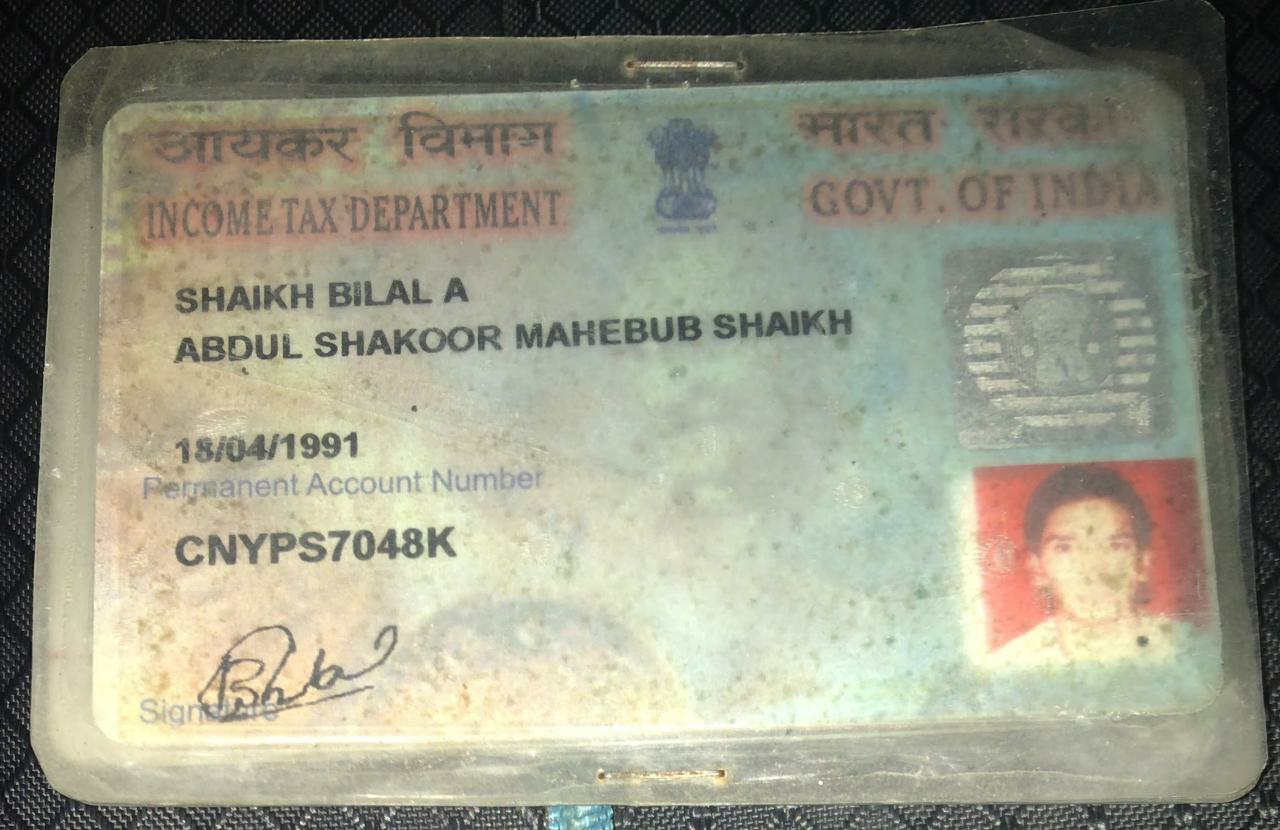 आयकर विभाग
भारत सरकार
INCOME TAX DEPARTMENT
GOVT. OF INDIA
SHAIKH BILAL A
ABDUL SHAKOOR MAHEBUB SHAIKH
18/04/1991
Permanent Account Number
CNYPS7048K
Signature